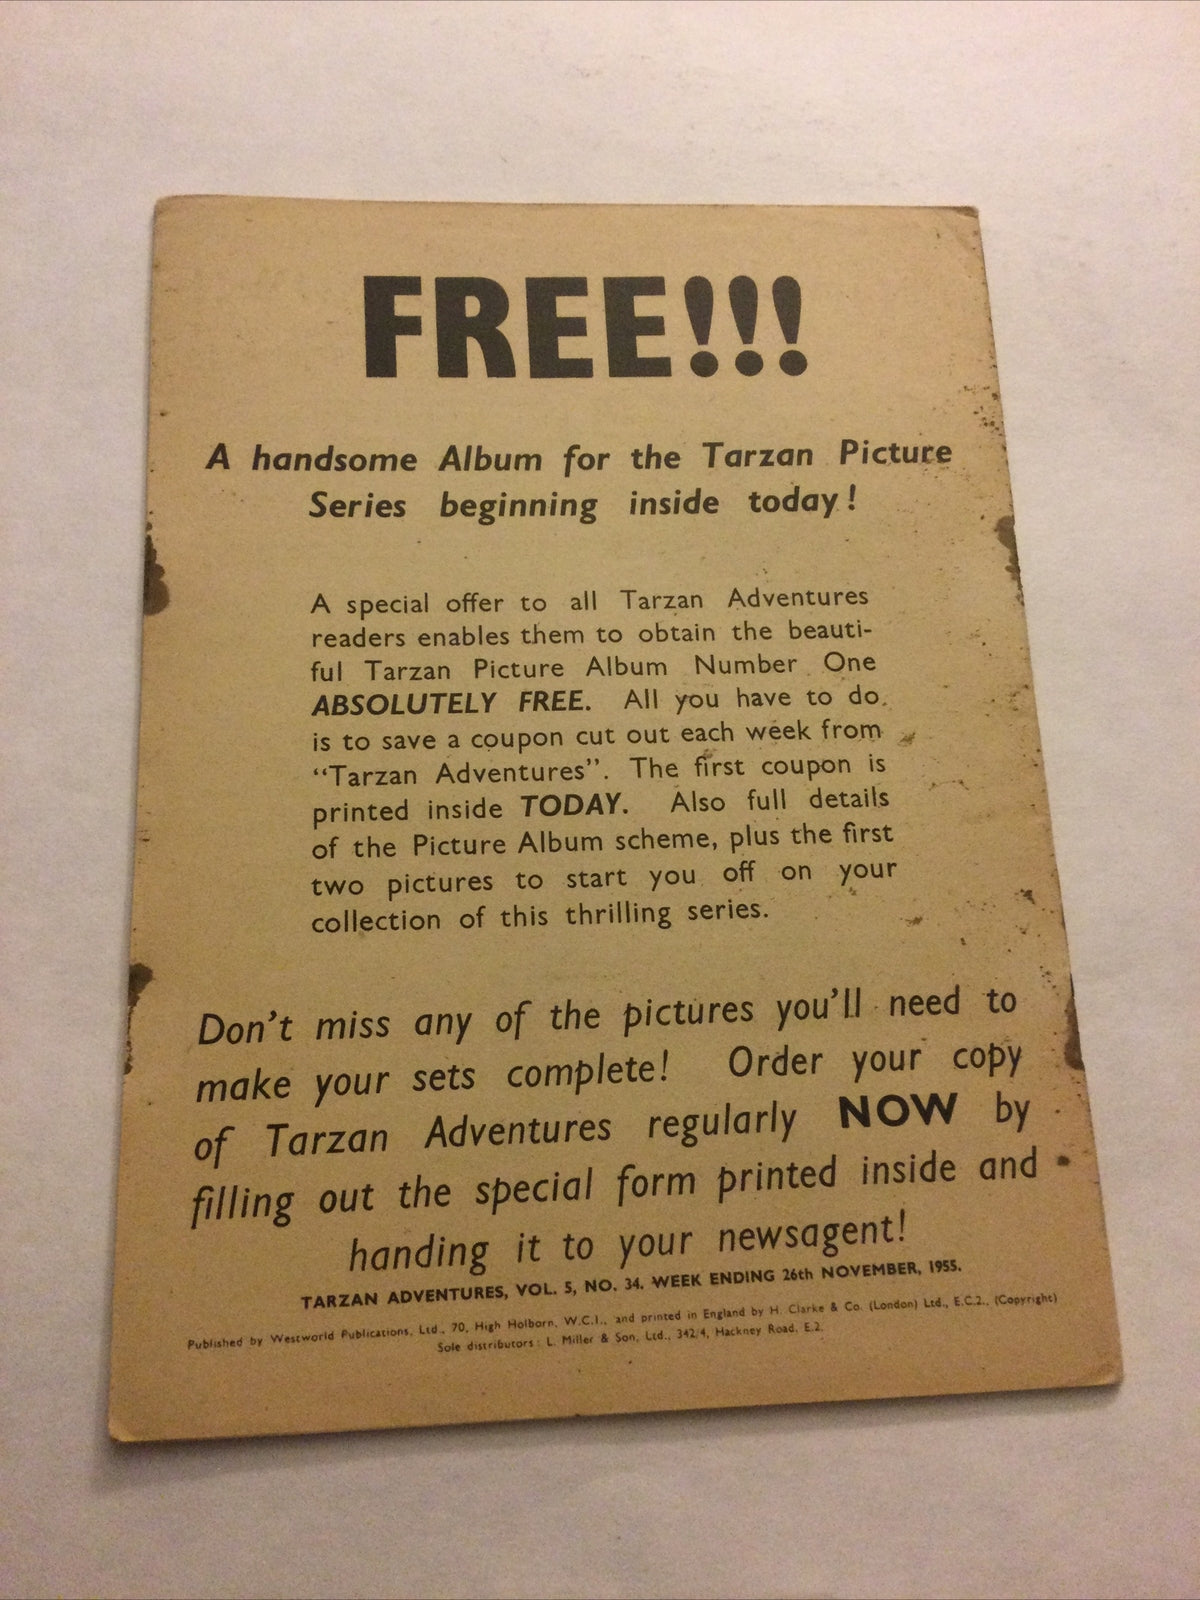 FREE!!!
A handsome Album for the Tarzan Picture
Series beginning inside today!
A special offer to all Tarzan Adventures
readers enables them to obtain the beauti-
ful Tarzan Picture Album Number One
ABSOLUTELY FREE. All you have to do
is to save a coupon cut out each week from
“Tarzan Adventures”. The first coupon is
printed inside TODAY. Also full details
of the Picture Album scheme, plus the first
two pictures to start you off on your
collection of this thrilling series.
Don't miss any of the pictures you'll need to
make your sets complete! Order your copy
of Tarzan Adventures regularly NOW by
filling out the special form printed inside and
handing it to your newsagent!
TARZAN ADVENTURES, VOL. 5, NO. 34. WEEK ENDING 26th NOVEMBER, 1955.
Published by Westworld Publications, Ltd., 70, High Holborn, W.C.1., and printed in England by H. Clarke & Co. (London) Ltd., E.C.2., (Copyright)
Sole distributors: L. Miller & Son, Ltd., 342/4, Hackney Road, E.2.